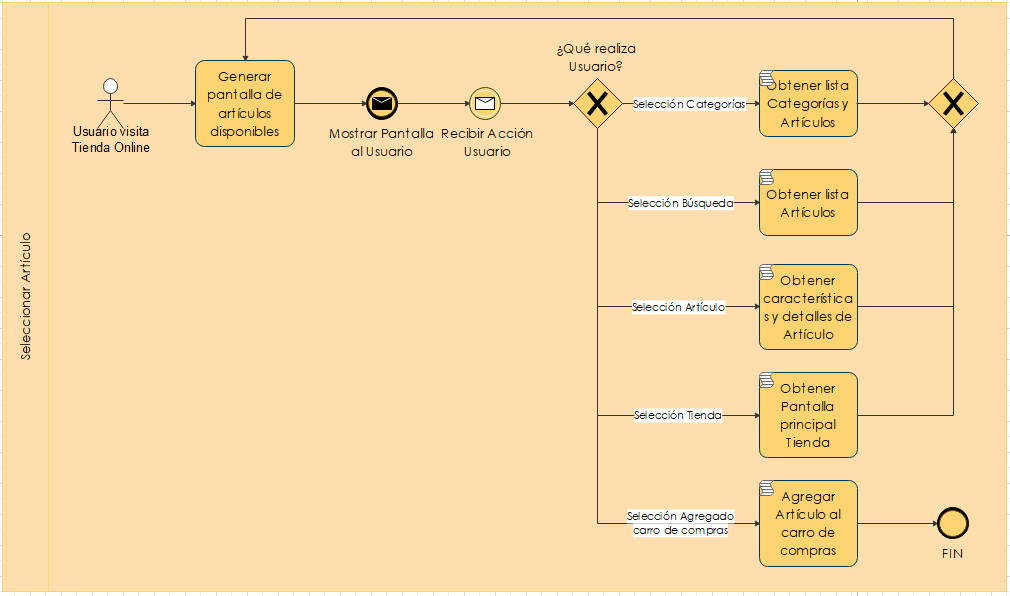 Seleccionar Artículo
Usuário visita
Tienda Online
Generar
pantalla de
artículos
disponibles
Mostrar Pantalla
al Usuario
Recibir Acción
Usuario
¿Qué realiza
Usuario?
Selección Categorías
Obtener lista
Categorías y
Artículos
Selección Búsqueda
Obtener lista
Artículos
Selección Artículo
Obtener
característica
s y detalles de
Artículo
Selección Tienda
Obtener
Pantalla
principal
Tienda
Selección Agregado
carro de compras
Agregar
Artículo al
carro de
compras
FIN